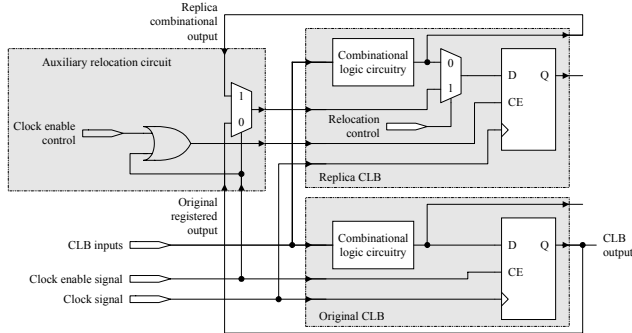 Replica
combinational
output
Auxiliary relocation circuit
1
0
Clock enable
control
Combinational
logic circuitry
0
1
D
Q
CE
Relocation
control
Replica CLB
Original
registered
output
CLB inputs
Clock enable signal
Clock signal
Combinational
logic circuitry
D
Q
CE
CLB
output
Original CLB